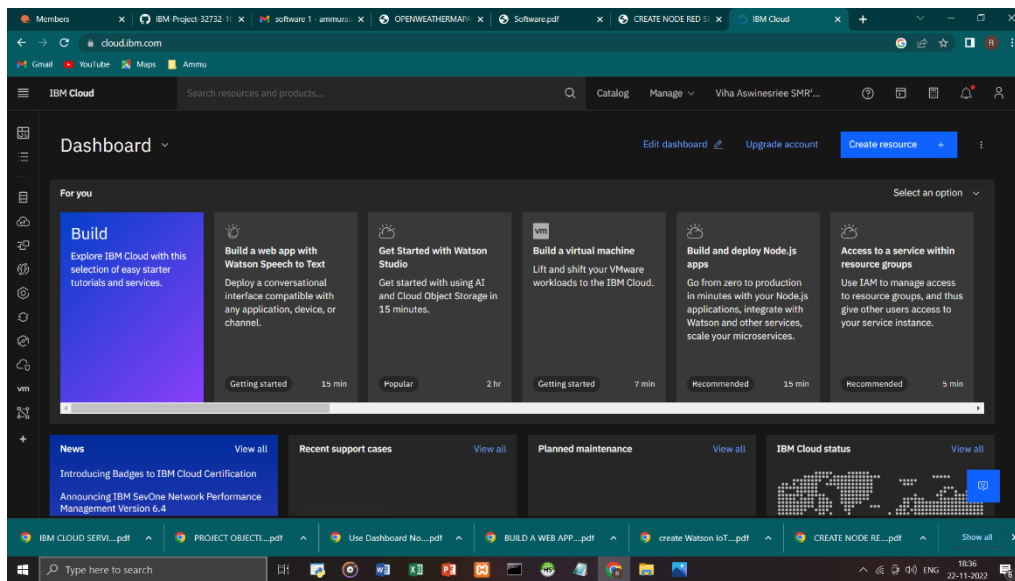 Members
IBM-Project-32732-1
software 1 - ammuraa
OPENWEATHERMAP
Software.pdf
CREATE NODE RED SE
IBM Cloud
cloud.ibm.com
R
Gmail
YouTube
Maps
Ammu
IBM Cloud
Search resources and products...
Catalog
Manage
Viha Aswinesriee SMR'...
Dashboard
Edit dashboard
Upgrade account
Create resource +
For you
Select an option
Build
Explore IBM Cloud with this
selection of easy starter
tutorials and services.
Build a web app with
Watson Speech to Text
Deploy a conversational
interface compatible with
any application, device, or
channel.
Getting started
15 min
Get Started with Watson
Studio
Get started with using AI
and Cloud Object Storage in
15 minutes.
Popular
2 hr
vm
Build a virtual machine
Lift and shift your VMware
workloads to the IBM Cloud.
Getting started
7 min
Build and deploy Node.js
apps
Go from zero to production
in minutes with your Node.js
applications, integrate with
Watson and other services,
scale your microservices.
Recommended
15 min
Access to a service within
resource groups
Use IAM to manage access
to resource groups, and thus
give other users access to
your service instance.
Recommended
5 min
vm
News
View all
Introducing Badges to IBM Cloud Certification
Announcing IBM SevOne Network Performance
Management Version 6.4
Recent support cases
View all
Planned maintenance
View all
IBM Cloud status
View all
IBM CLOUD SERVI....pdf
PROJECT OBJECTI....pdf
Use Dashboard No....pdf
BUILD A WEB APP....pdf
create Watson IoT....pdf
CREATE NODE RE....pdf
Show all
Type here to search
ENG
18:36
22-11-2022